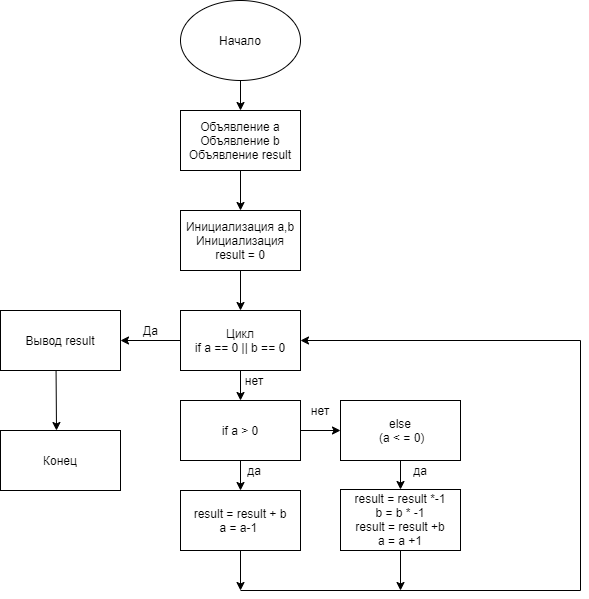 Начало
Объявление a
Объявление b
Объявление result
Инициализация a,b
Инициализация
result = 0
Цикл
if a == 0 || b == 0
Да
Вывод result
Конец
нет
if a > 0
нет
else
(a < = 0)
да
result = result + b
a = a-1
да
result = result *-1
b = b * -1
result = result +b
a = a +1